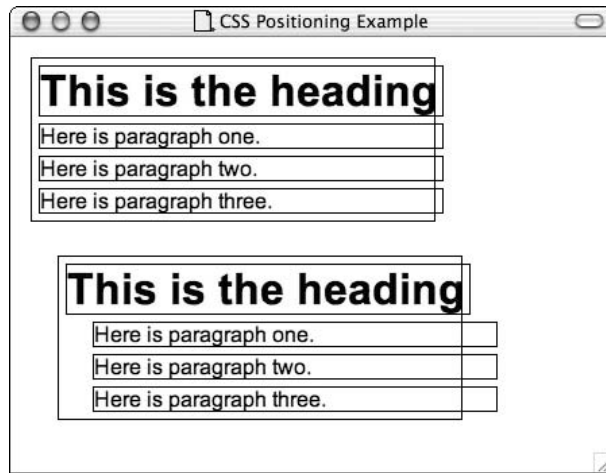 CSS Positioning Example
This is the heading
Here is paragraph one.
Here is paragraph two.
Here is paragraph three.
This is the heading
Here is paragraph one.
Here is paragraph two.
Here is paragraph three.